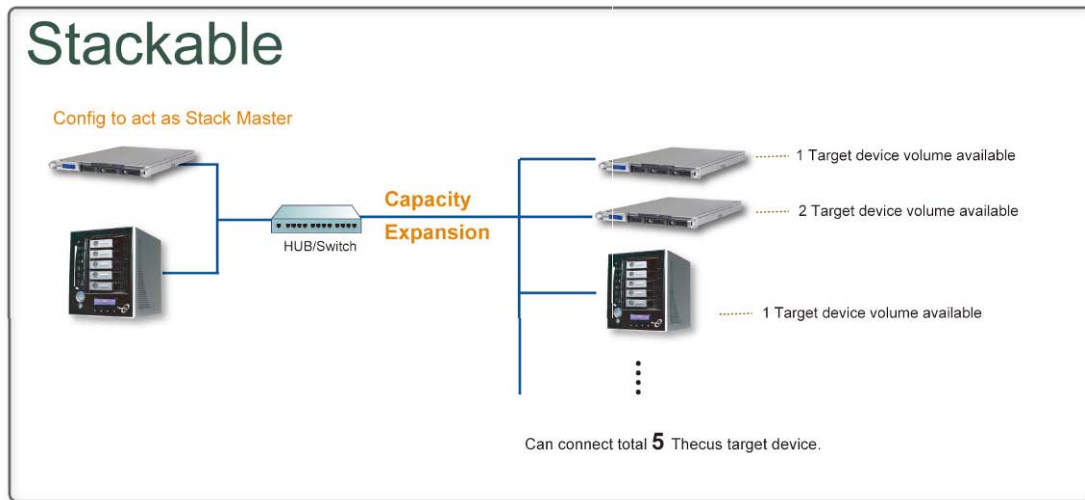 Stackable
Config to act as Stack Master
HUB/Switch
Capacity
Expansion
1 Target device volume available
2 Target device volume available
1 Target device volume available
Can connect total 5 Thecus target device.